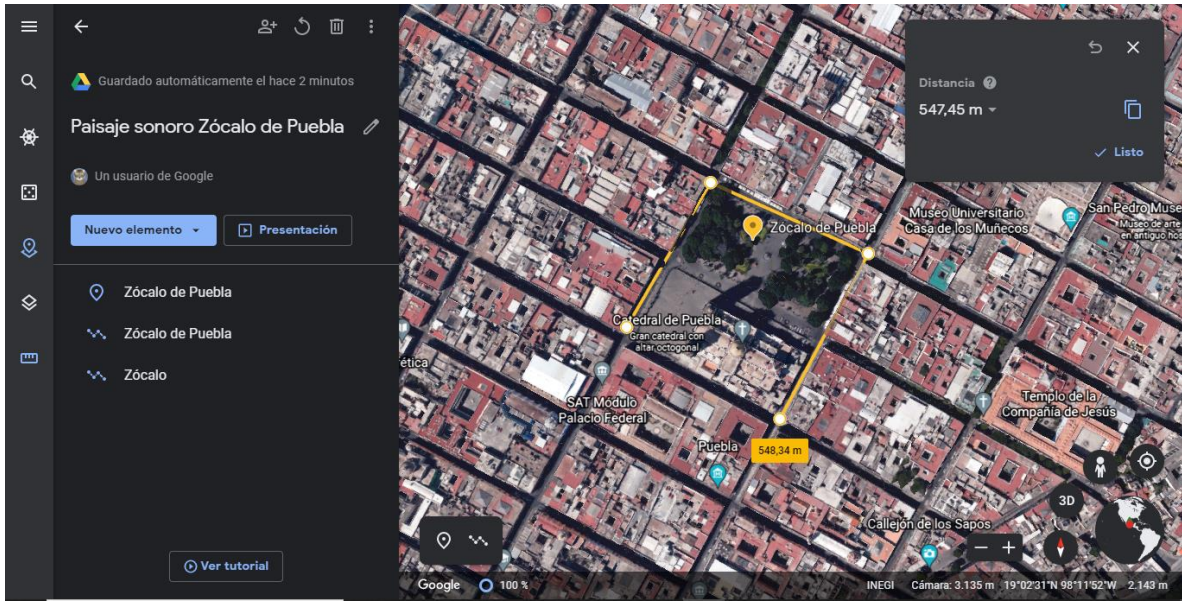 Guardado automáticamente el hace 2 minutos
Paisaje sonoro Zócalo de Puebla
Un usuario de Google
Nuevo elemento
Presentación
Zócalo de Puebla
Zócalo de Puebla
Zócalo
Ver tutorial
Distancia
547,45 m
Listo
Zócalo de Puebla
Museo Universitario
Casa de los Muñecos
San Pedro Muse
Museo de arte
en antiguo hos
Catedral de Puebla
Gran catedral con
altar octogonal
ética
SAT Módulo
Palacio Federal
Templo de la
Compañía de Jesús
Puebla
548,34 m
3D
Callejón de los Sapos
Google
100 %
INEGI
Cámara: 3.135 m
19°02'31"N 98°11'52"W
2.143 m